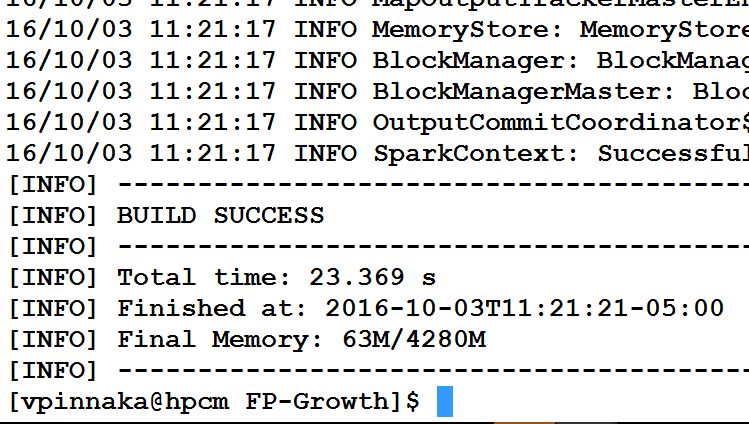 16/10/03 11:21:17 INFO MapOutputTrackerMasterEn
16/10/03 11:21:17 INFO MemoryStore: MemoryStore
16/10/03 11:21:17 INFO BlockManager: BlockManag
16/10/03 11:21:17 INFO BlockManagerMaster: Bloc
16/10/03 11:21:17 INFO OutputCommitCoordinator$
16/10/03 11:21:17 INFO SparkContext: Successful
[INFO] ----------------------------------------
[INFO] BUILD SUCCESS
[INFO] ----------------------------------------
[INFO] Total time: 23.369 s
[INFO] Finished at: 2016-10-03T11:21:21-05:00
[INFO] Final Memory: 63M/4280M
[INFO] ----------------------------------------
[vpinnaka@hpcm FP-Growth]$